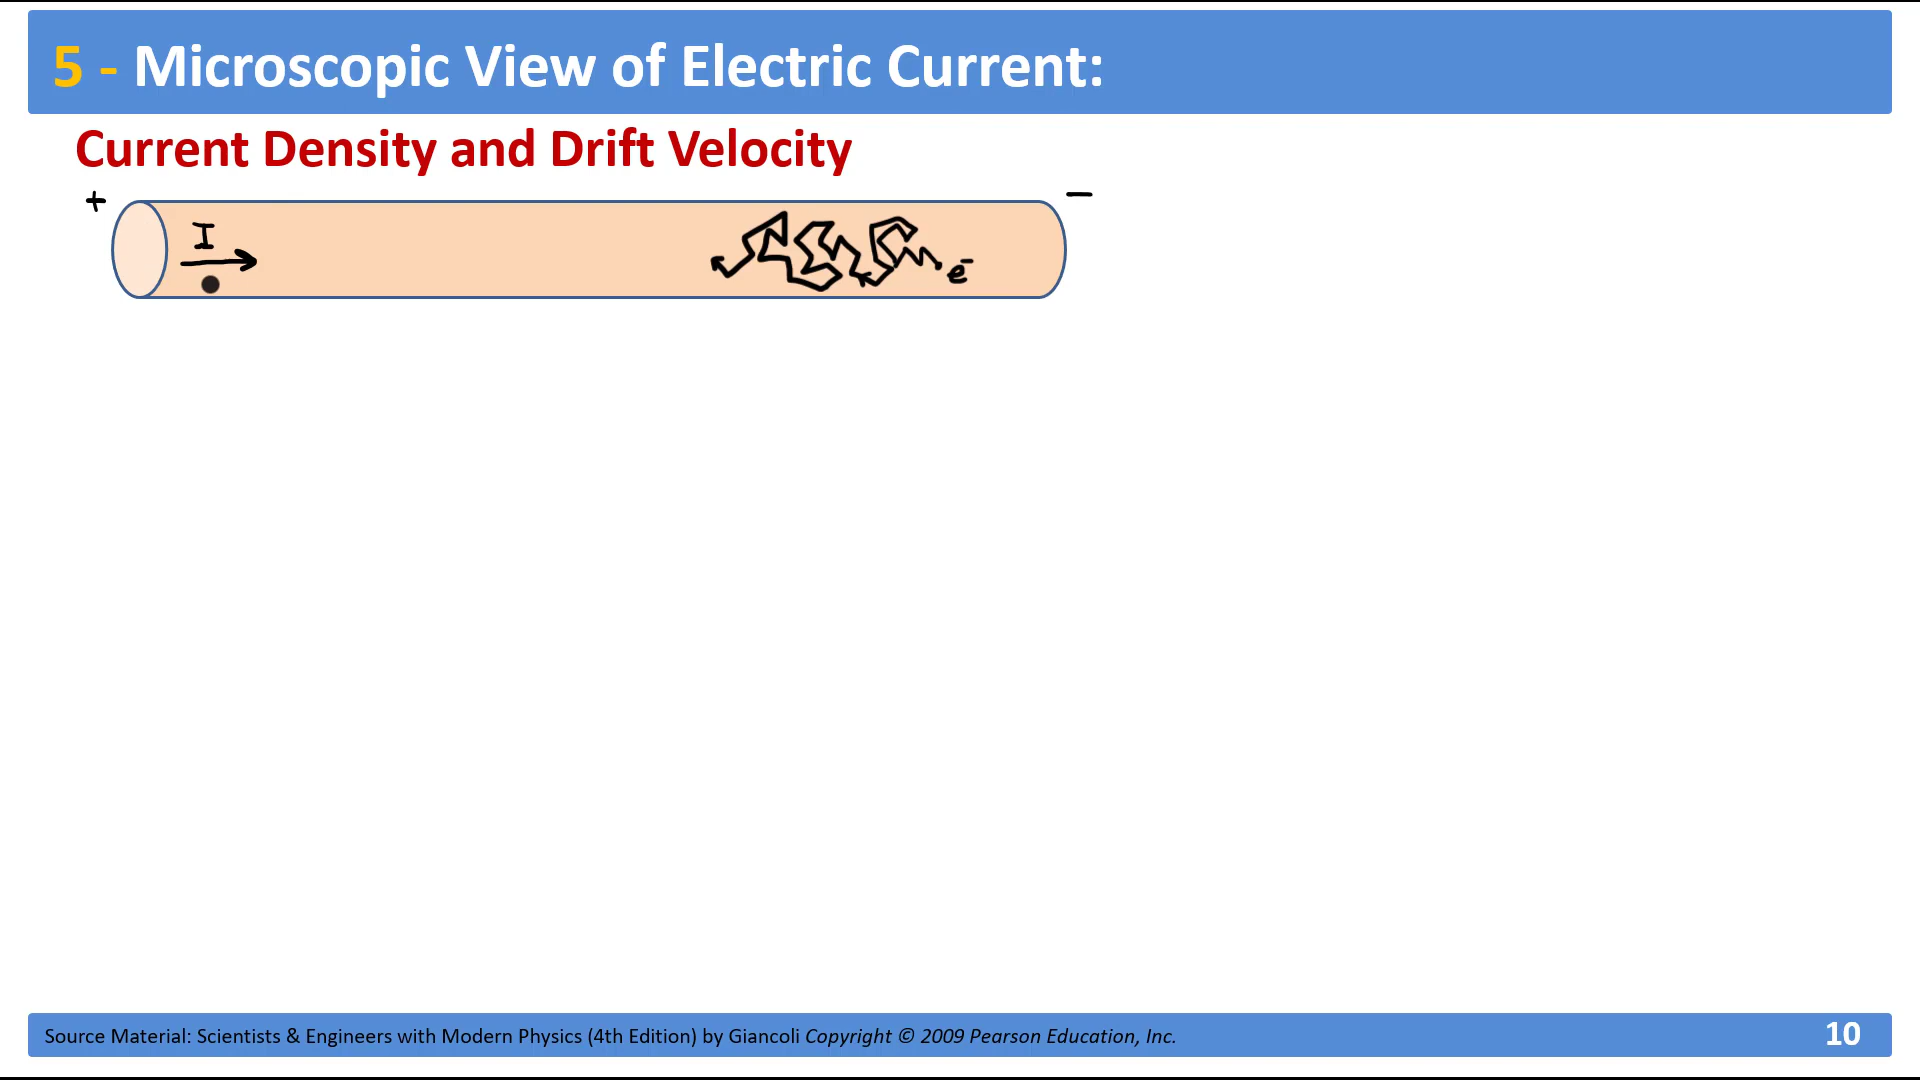 5 - Microscopic View of Electric Current:
Current Density and Drift Velocity
+ −
I
e⁻
Source Material: Scientists & Engineers with Modern Physics (4th Edition) by Giancoli Copyright © 2009 Pearson Education, Inc.
10